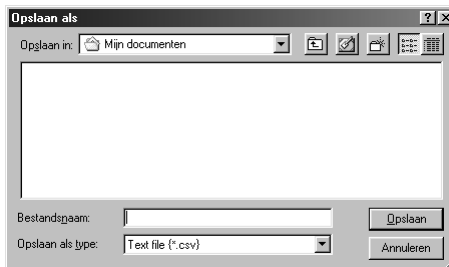 Opslaan als
Opslaan in: Mijn documenten
Bestandsnaam:
Opslaan
Opslaan als type: Text file {*.csv}
Annuleren